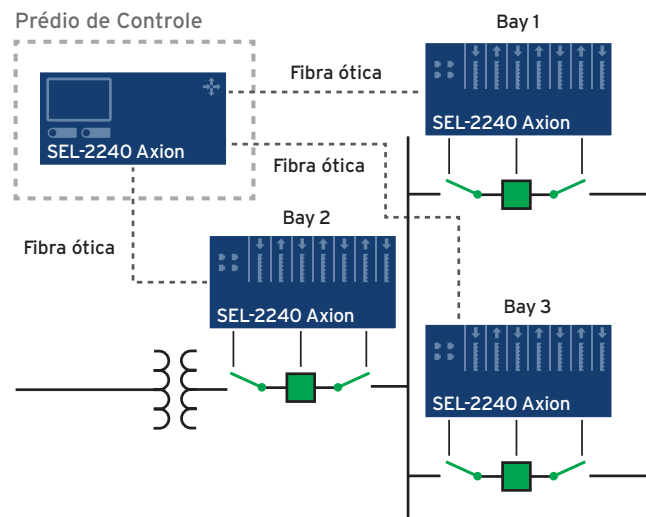 Prédio de Controle
Bay 1
Fibra ótica
SEL-2240 Axion
SEL-2240 Axion
Fibra ótica
Bay 2
Fibra ótica
SEL-2240 Axion
Bay 3
SEL-2240 Axion